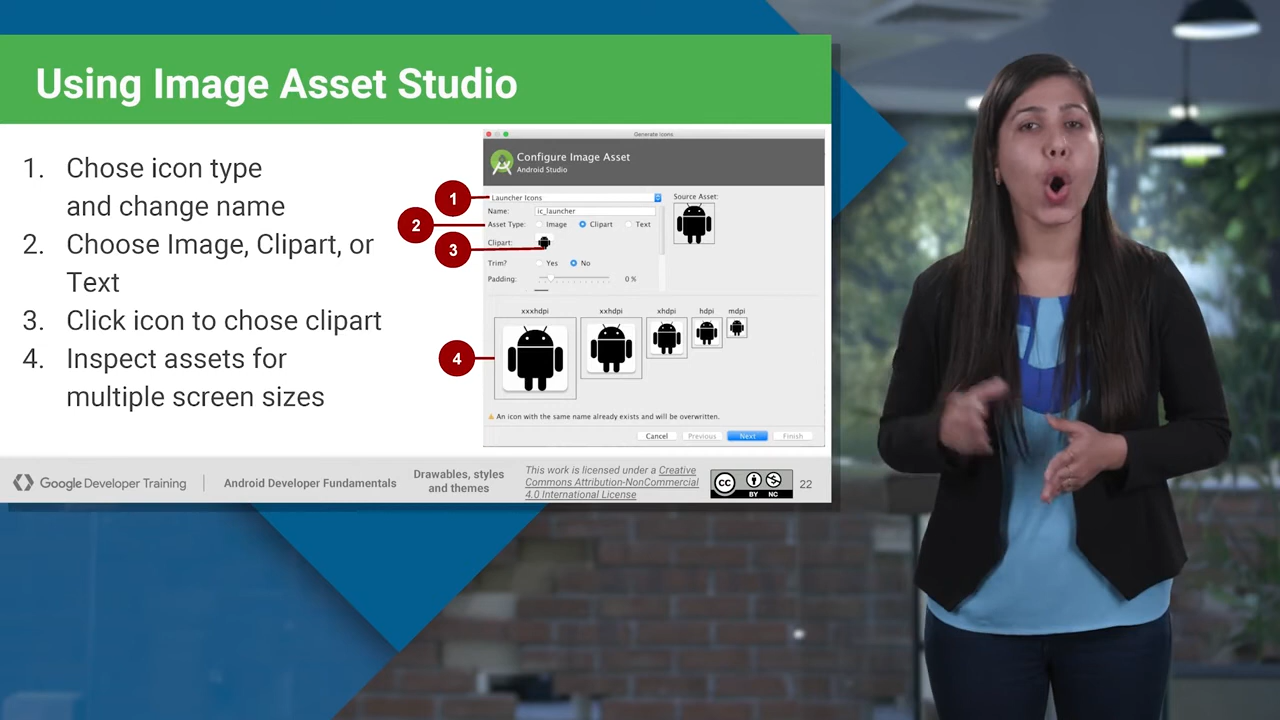 Using Image Asset Studio
1. Chose icon type
and change name
2. Choose Image, Clipart, or
Text
3. Click icon to chose clipart
4. Inspect assets for
multiple screen sizes
Generate Icons
Configure Image Asset
Android Studio
1
Launcher Icons
Source Asset:
Name: ic_launcher
2
Asset Type: Image Clipart Text
3
Clipart:
Trim? Yes No
Padding: 0 %
xxxhdpi xxhdpi xhdpi hdpi mdpi
4
An icon with the same name already exists and will be overwritten.
Cancel Previous Next Finish
Google Developer Training
Android Developer Fundamentals
Drawables, styles
and themes
This work is licensed under a Creative
Commons Attribution-NonCommercial
4.0 International License
CC BY NC
22